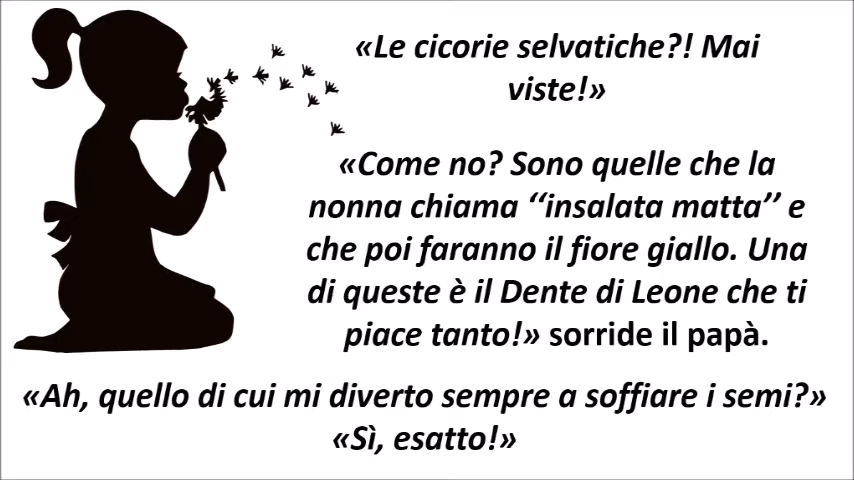 «Le cicorie selvatiche?! Mai
viste!»
«Come no? Sono quelle che la
nonna chiama ‘‘insalata matta’’ e
che poi faranno il fiore giallo. Una
di queste è il Dente di Leone che ti
piace tanto!» sorride il papà.
«Ah, quello di cui mi diverto sempre a soffiare i semi?»
«Sì, esatto!»